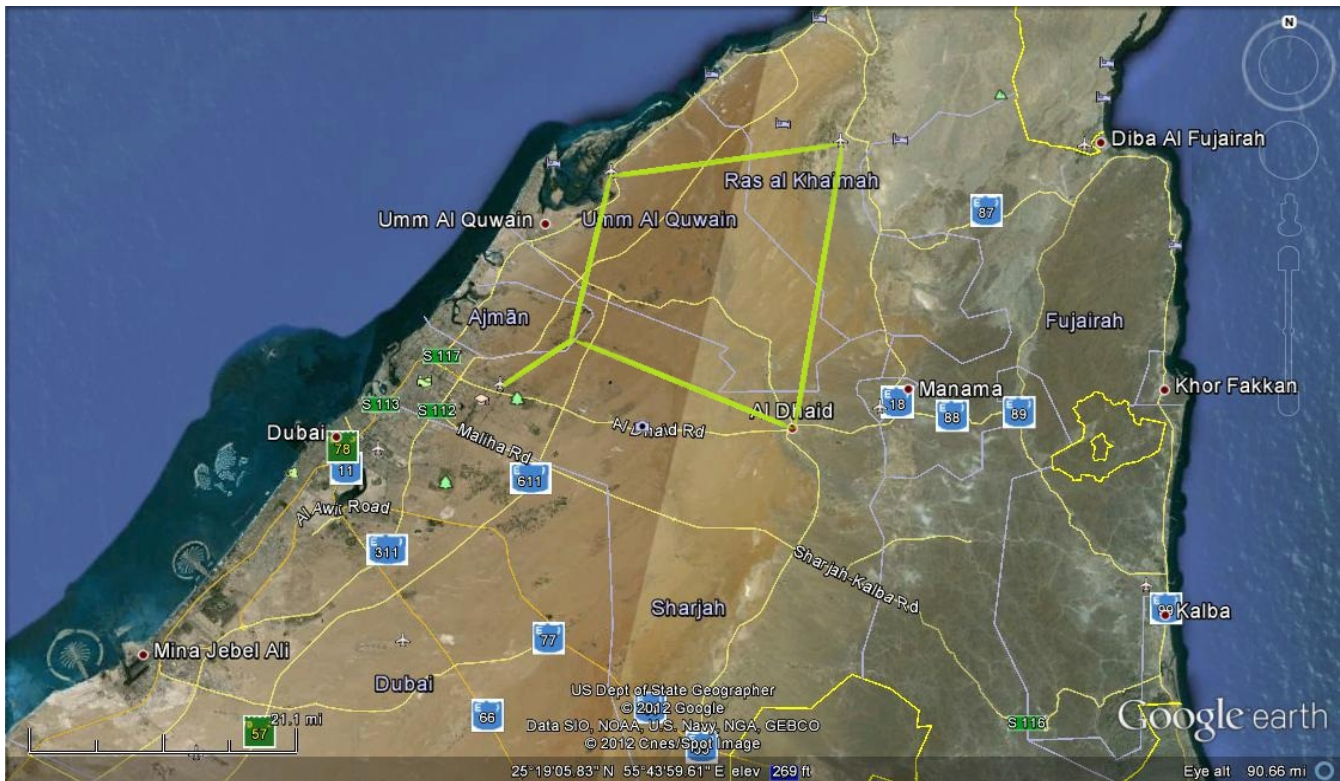 N
Diba Al Fujairah
Ras al Khaimah
Umm Al Quwain
Umm Al Quwain
87
Ajmān
Fujairah
S 117
Manama
Khor Fakkan
S 113
S 112
18
88
89
Al Dhaid
Al Dhaid Rd
Dubai
78
11
Maliha Rd
611
Al Awir Road
311
Sharjah-Kalba Rd
Sharjah
Kalba
77
Mina Jebel Ali
Dubai
US Dept of State Geographer
© 2012 Google
Data SIO, NOAA, U.S. Navy, NGA, GEBCO
© 2012 Cnes/Spot Image
66
S 116
Google earth
21.1 mi
57
25°19'05.83" N 55°43'59.61" E elev 269 ft
Eye alt 90.66 mi